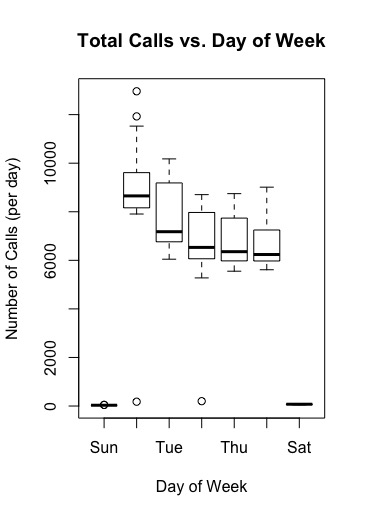 Total Calls vs. Day of Week
Number of Calls (per day)
10000
6000
2000
0
Sun Tue Thu Sat
Day of Week